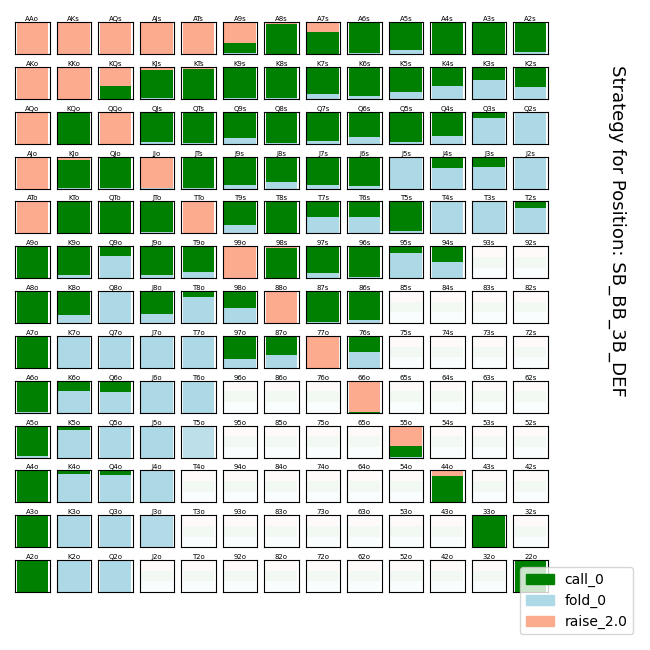 AAo AKs AQs AJs ATs A9s A8s A7s A6s A5s A4s A3s A2s
AKo KKo KQs KJs KTs K9s K8s K7s K6s K5s K4s K3s K2s
AQo KQo QQo QJs QTs Q9s Q8s Q7s Q6s Q5s Q4s Q3s Q2s
AJo KJo QJo JJo JTs J9s J8s J7s J6s J5s J4s J3s J2s
ATo KTo QTo JTo TTo T9s T8s T7s T6s T5s T4s T3s T2s
A9o K9o Q9o J9o T9o 99o 98s 97s 96s 95s 94s 93s 92s
A8o K8o Q8o J8o T8o 98o 88o 87s 86s 85s 84s 83s 82s
A7o K7o Q7o J7o T7o 97o 87o 77o 76s 75s 74s 73s 72s
A6o K6o Q6o J6o T6o 96o 86o 76o 66o 65s 64s 63s 62s
A5o K5o Q5o J5o T5o 95o 85o 75o 65o 55o 54s 53s 52s
A4o K4o Q4o J4o T4o 94o 84o 74o 64o 54o 44o 43s 42s
A3o K3o Q3o J3o T3o 93o 83o 73o 63o 53o 43o 33o 32s
A2o K2o Q2o J2o T2o 92o 82o 72o 62o 52o 42o 32o 22o
Strategy for Position: SB_BB_3B_DEF
call_0
fold_0
raise_2.0